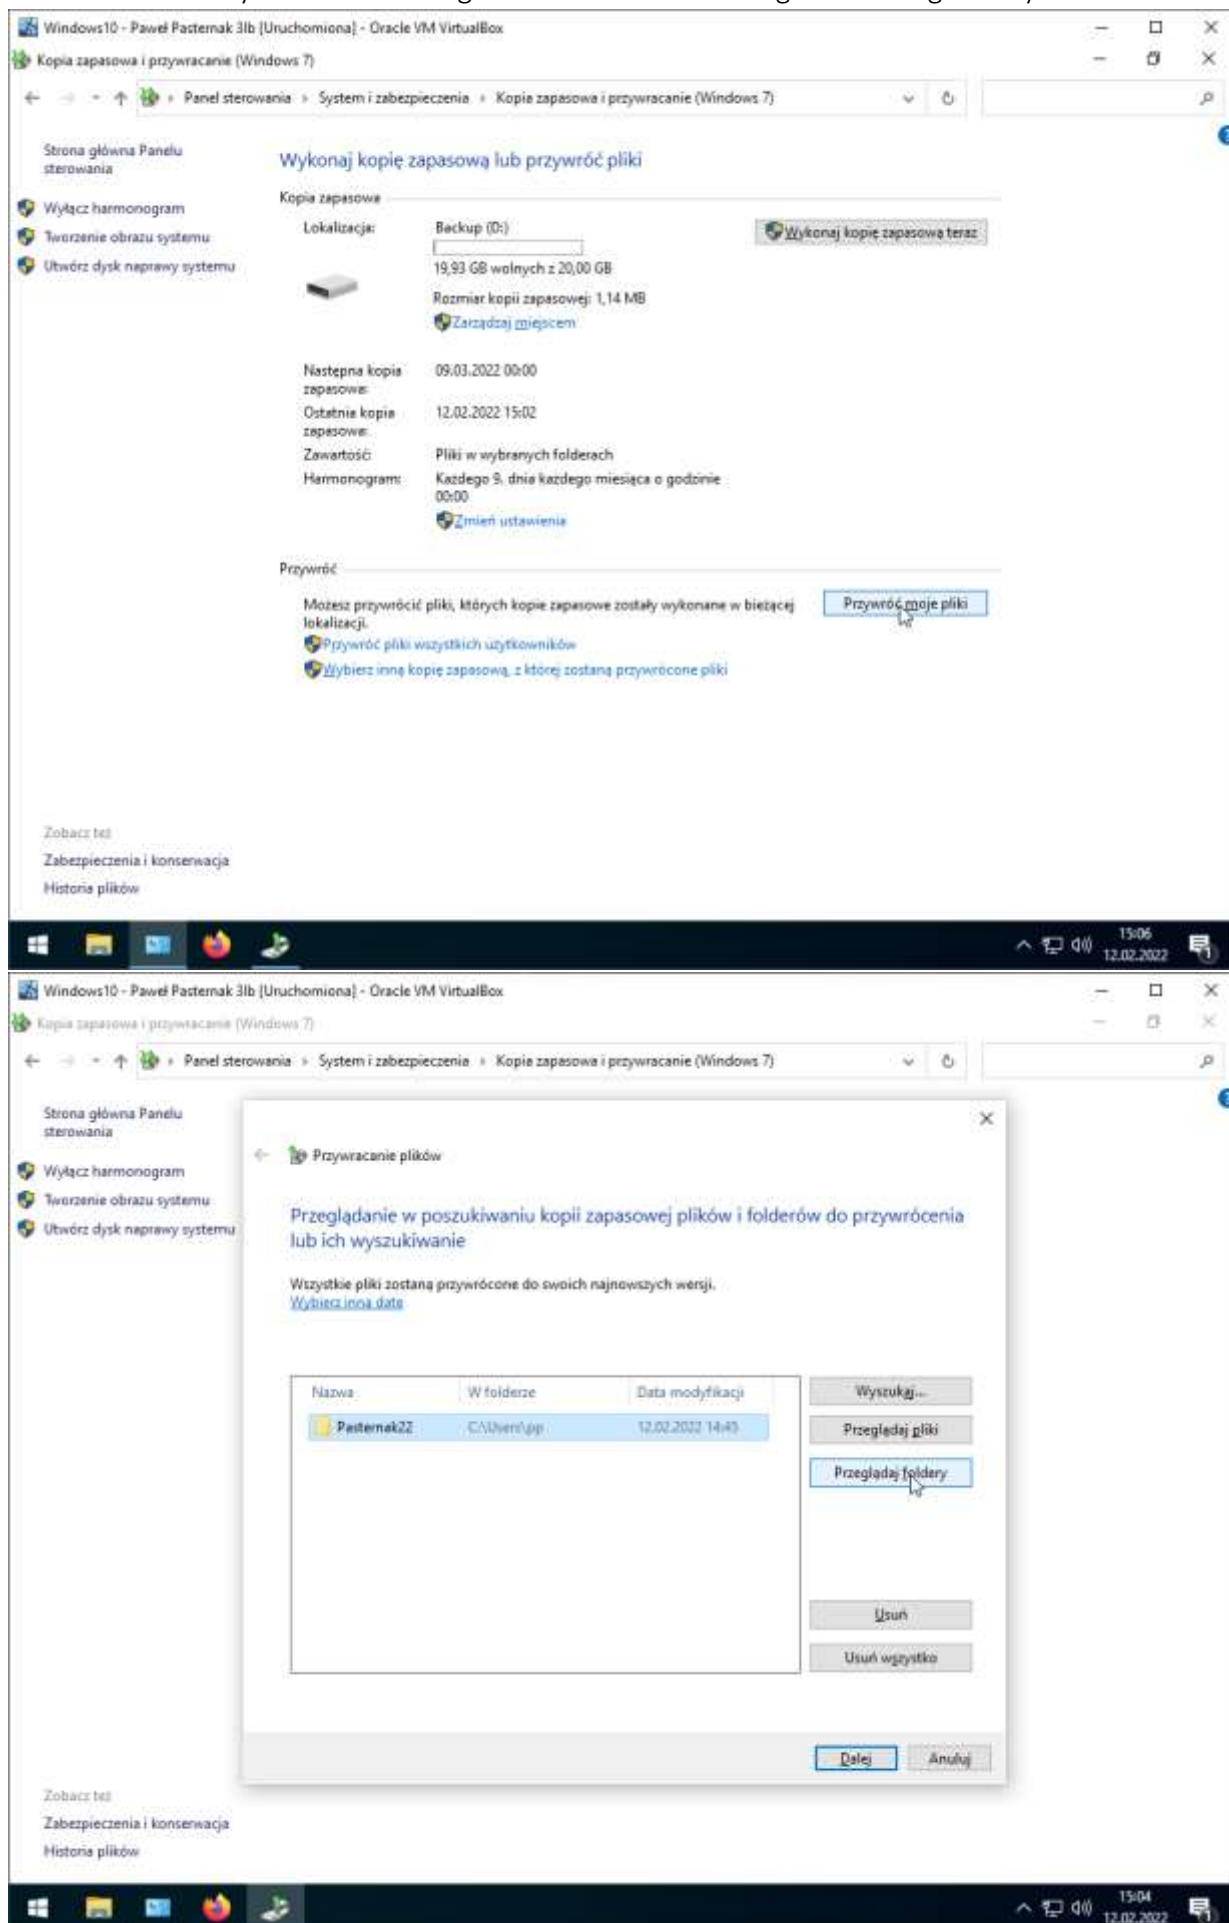 Windows10 - Paweł Pasternak 3Ib [Uruchomiona] - Oracle VM VirtualBox
Kopia zapasowa i przywracanie (Windows 7)
Panel sterowania › System i zabezpieczenia › Kopia zapasowa i przywracanie (Windows 7)
Strona główna Panelu
sterowania
Wyłącz harmonogram
Tworzenie obrazu systemu
Utwórz dysk naprawy systemu
Wykonaj kopię zapasową lub przywróć pliki
Kopia zapasowa
Lokalizacja:
Backup (D:)
Wykonaj kopię zapasową teraz
19,93 GB wolnych z 20,00 GB
Rozmiar kopii zapasowej: 1,14 MB
Zarządzaj miejscem
Następna kopia
zapasowa:
09.03.2022 00:00
Ostatnia kopia
zapasowa:
12.02.2022 15:02
Zawartość:
Pliki w wybranych folderach
Harmonogram:
Każdego 9. dnia każdego miesiąca o godzinie
00:00
Zmień ustawienia
Przywróć
Możesz przywrócić pliki, których kopie zapasowe zostały wykonane w bieżącej
lokalizacji.
Przywróć moje pliki
Przywróć pliki wszystkich użytkowników
Wybierz inną kopię zapasową, z której zostaną przywrócone pliki
Zobacz też
Zabezpieczenia i konserwacja
Historia plików
15:06
12.02.2022
Windows10 - Paweł Pasternak 3Ib [Uruchomiona] - Oracle VM VirtualBox
Kopia zapasowa i przywracanie (Windows 7)
Panel sterowania › System i zabezpieczenia › Kopia zapasowa i przywracanie (Windows 7)
Strona główna Panelu
sterowania
Wyłącz harmonogram
Tworzenie obrazu systemu
Utwórz dysk naprawy systemu
Przywracanie plików
Przeglądanie w poszukiwaniu kopii zapasowej plików i folderów do przywrócenia
lub ich wyszukiwanie
Wszystkie pliki zostaną przywrócone do swoich najnowszych wersji.
Wybierz inną datę
Nazwa W folderze Data modyfikacji
Pasternak22 C:\Users\pp 12.02.2022 14:45
Wyszukaj...
Przeglądaj pliki
Przeglądaj foldery
Usuń
Usuń wszystko
Dalej Anuluj
Zobacz też
Zabezpieczenia i konserwacja
Historia plików
15:04
12.02.2022